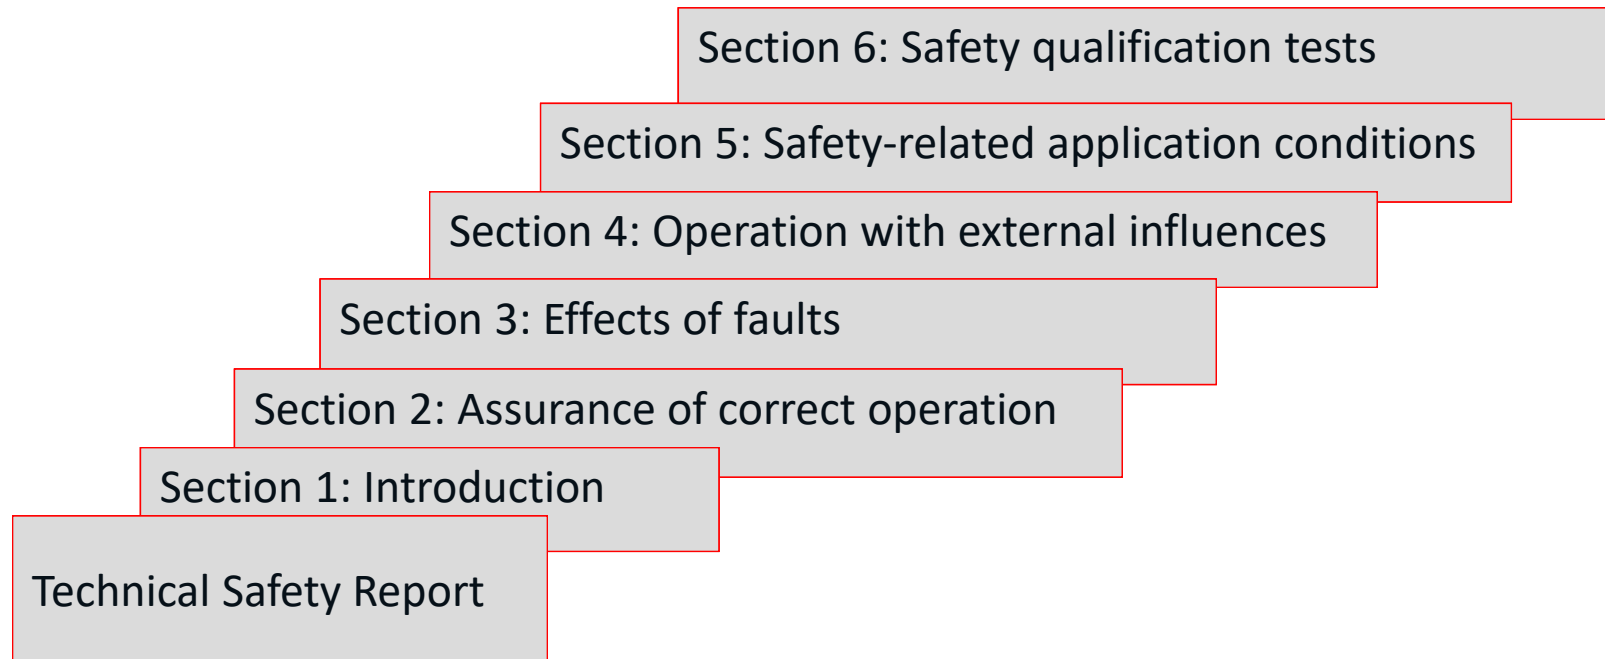 Section 6: Safety qualification tests
Section 5: Safety-related application conditions
Section 4: Operation with external influences
Section 3: Effects of faults
Section 2: Assurance of correct operation
Section 1: Introduction
Technical Safety Report